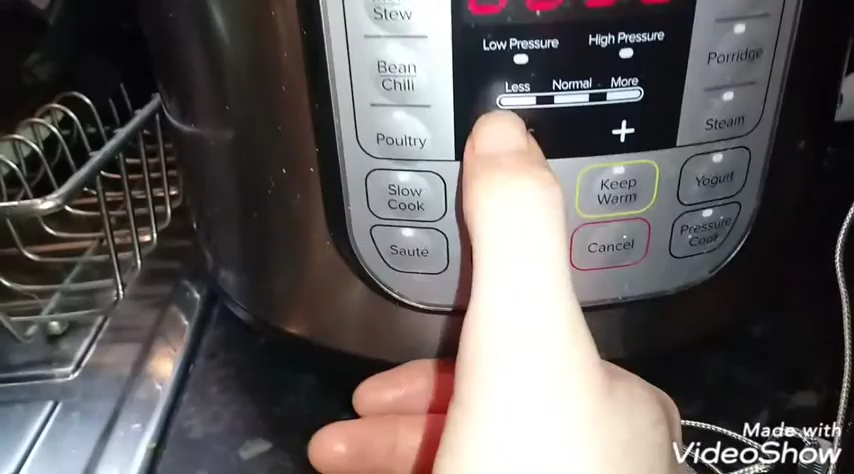 Stew
Low Pressure High Pressure
Less Normal More
Bean
Chili
Porridge
Poultry
+
Steam
Slow
Cook
Keep
Warm
Yogurt
Sauté
Cancel
Pressure
Cook
Made with
VideoShow